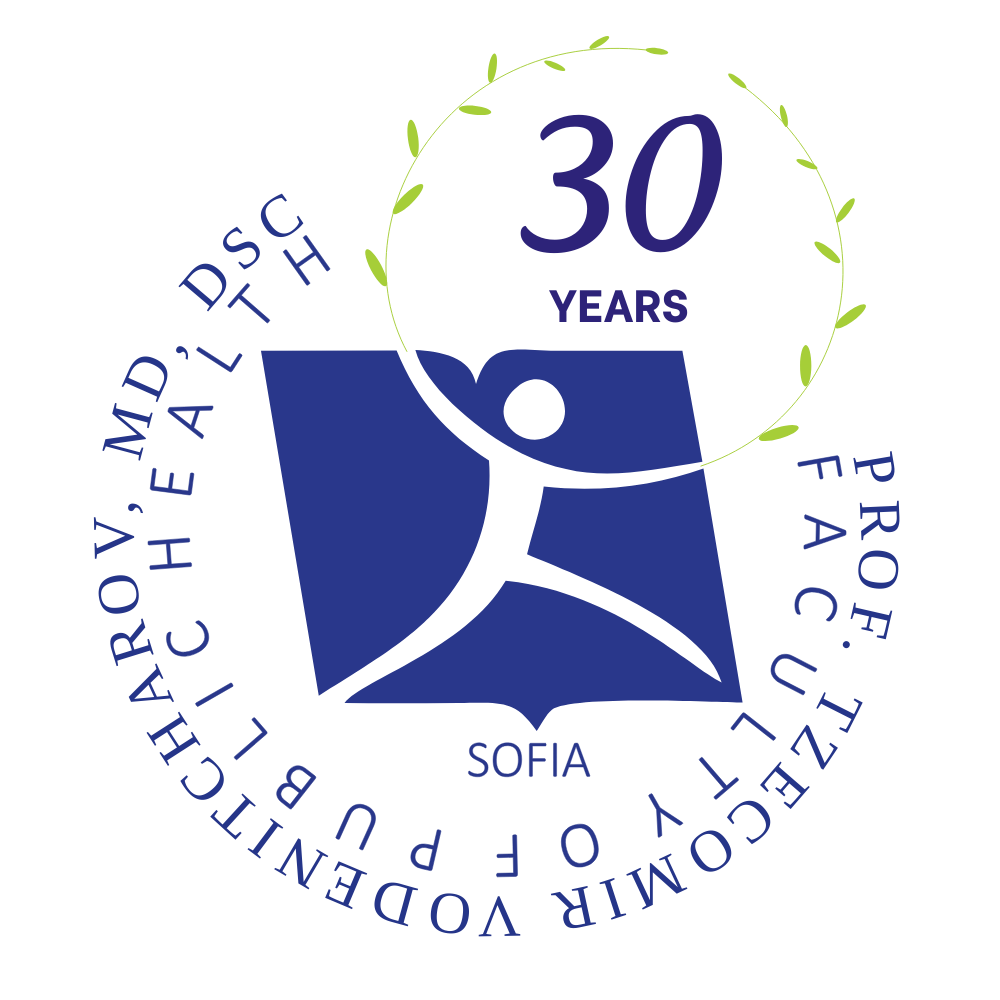 30
YEARS
FACULTY OF PUBLIC HEALTH
PROF. TZECOMIR VODENITCHAROV, MD, DSC
SOFIA